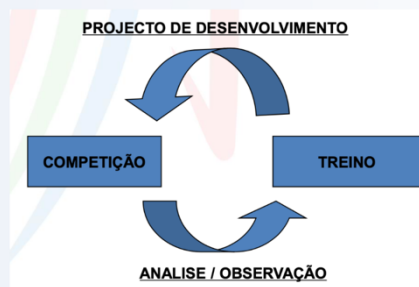 PROJECTO DE DESENVOLVIMENTO
COMPETIÇÃO
TREINO
ANALISE / OBSERVAÇÃO